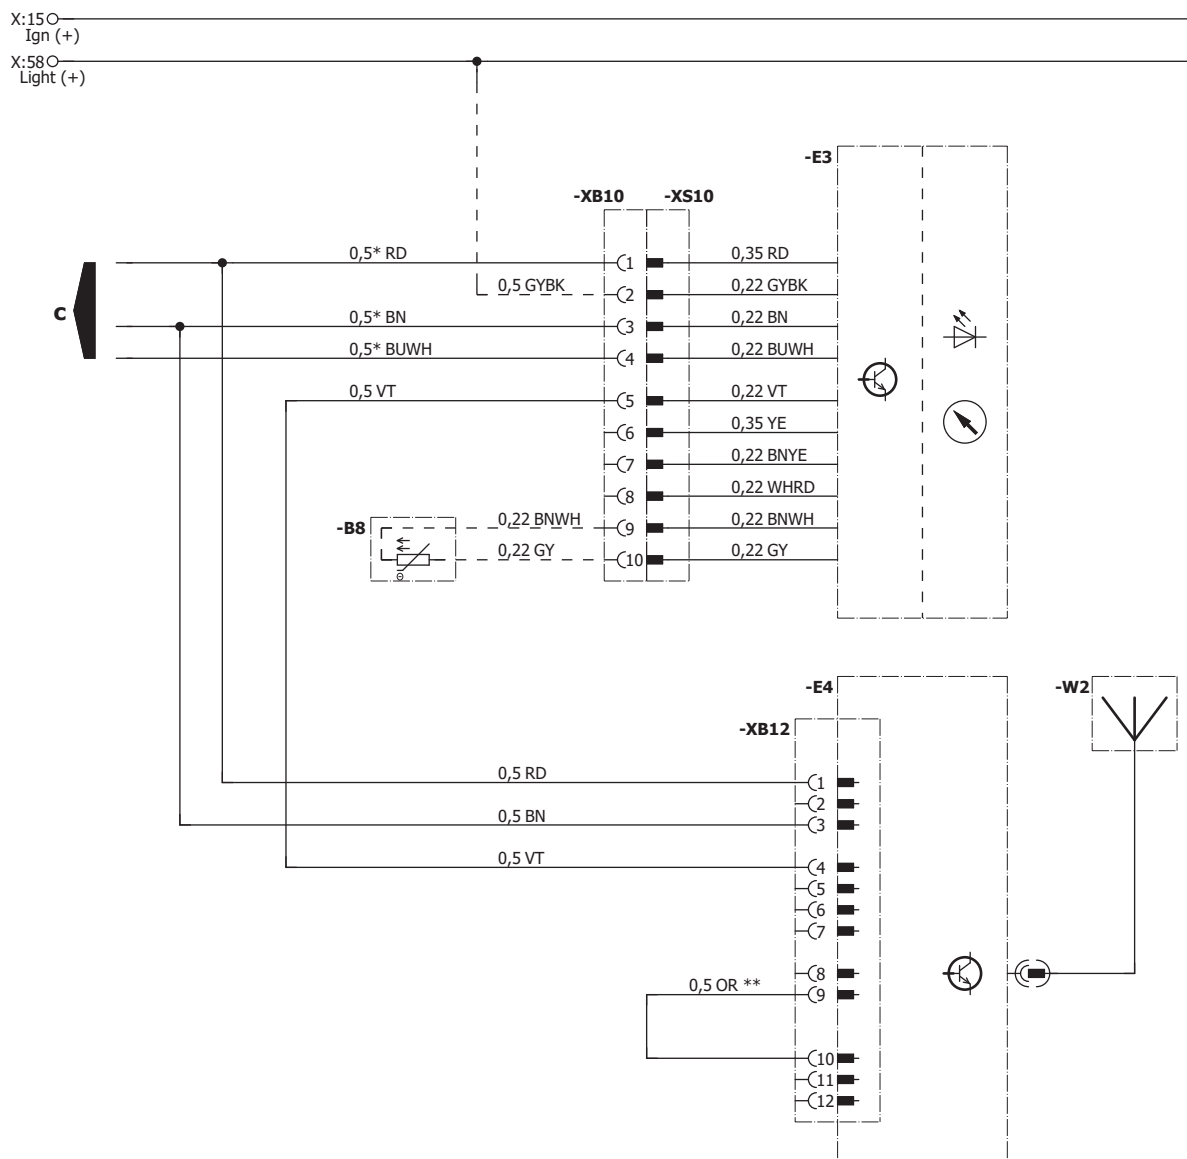 X:15
Ign (+)
X:58
Light (+)
-E3
-XB10
-XS10
0,5* RD
1
0,35 RD
0,5 GYBK
2
0,22 GYBK
C
0,5* BN
3
0,22 BN
0,5* BUWH
4
0,22 BUWH
0,5 VT
5
0,22 VT
6
0,35 YE
7
0,22 BNYE
8
0,22 WHRD
-B8
0,22 BNWH
9
0,22 BNWH
0,22 GY
10
0,22 GY
-E4
-W2
-XB12
0,5 RD
1
2
0,5 BN
3
0,5 VT
4
5
6
7
8
0,5 OR **
9
10
11
12